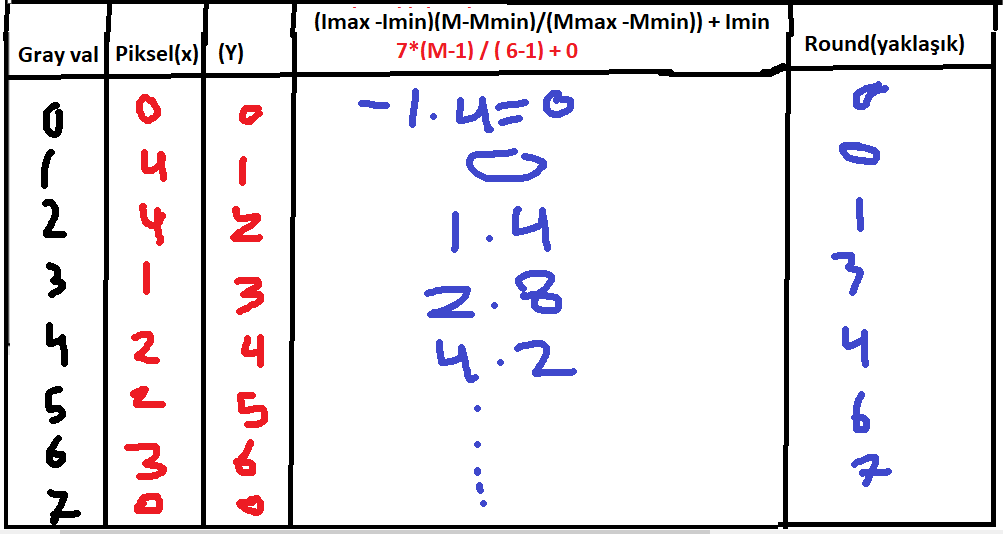 (Imax -Imin)(M-Mmin)/(Mmax -Mmin)) + Imin
Gray val Piksel(x) (Y) 7*(M-1) / ( 6-1) + 0 Round(yaklaşık)
0 0 0 -1.4=0 0
1 4 1 0 0
2 4 2 1.4 1
3 1 3 2.8 3
4 2 4 4.2 4
5 2 5 . 6
6 3 6 . 7
7 0 0 . . .